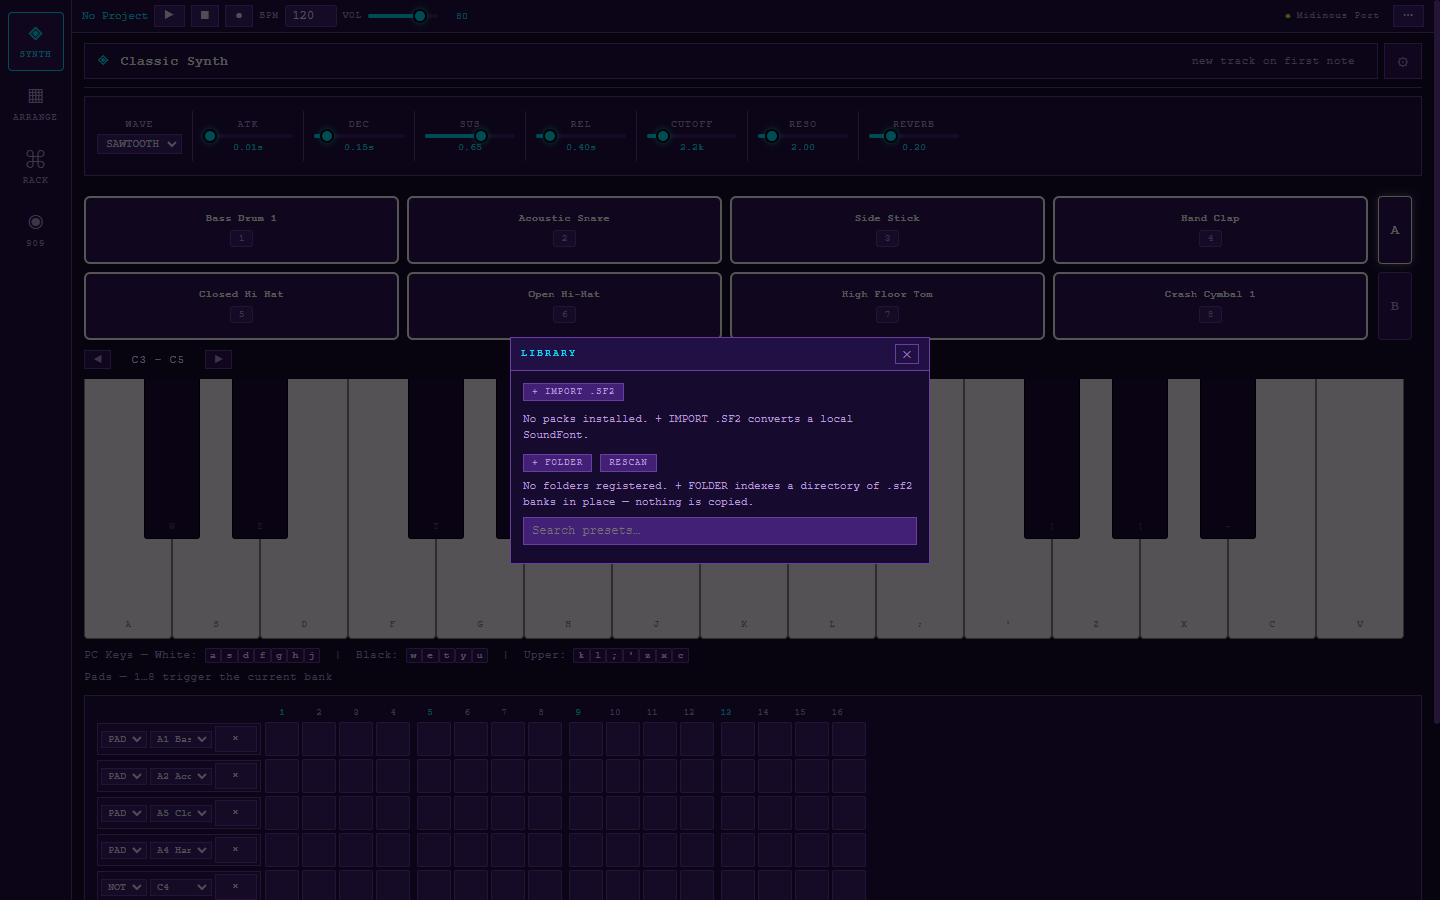 No Project
BPM 120 VOL 80
Midinous Port
...
SYNTH
ARRANGE
RACK
909
Classic Synth
new track on first note
WAVE ATK DEC SUS REL CUTOFF RESO REVERB
SAWTOOTH 0.01s 0.15s 0.65 0.40s 2.2k 2.00 0.20
Bass Drum 1 Acoustic Snare Side Stick Hand Clap
1 2 3 4
A
Closed Hi Hat Open Hi-Hat High Floor Tom Crash Cymbal 1
5 6 7 8
B
C3 — C5
LIBRARY
+ IMPORT .SF2
No packs installed. + IMPORT .SF2 converts a local
SoundFont.
+ FOLDER RESCAN
No folders registered. + FOLDER indexes a directory of .sf2
banks in place — nothing is copied.
Search presets…
A S D F G H J K L ; ' Z X C V
PC Keys — White: a s d f g h j | Black: w e t y u | Upper: k l ; ' z x c
Pads — 1…8 trigger the current bank
1 2 3 4 5 6 7 8 9 10 11 12 13 14 15 16
PAD A1 Bas ×
PAD A2 Acc ×
PAD A5 Clc ×
PAD A4 Har ×
NOT C4 ×